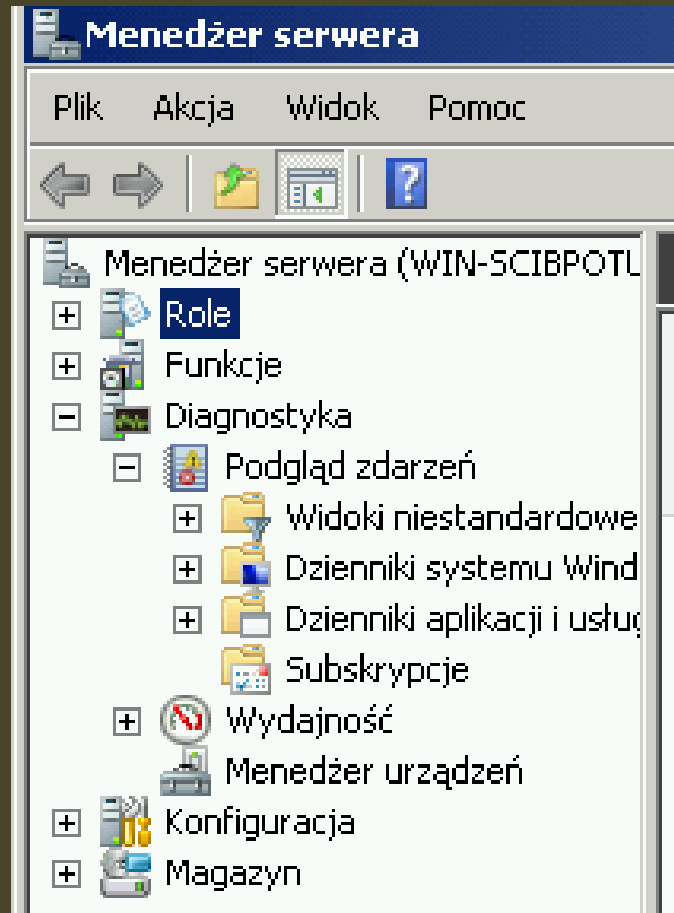 Menedżer serwera
Plik Akcja Widok Pomoc
Menedżer serwera (WIN-SCIBPOTU
Role
Funkcje
Diagnostyka
Podgląd zdarzeń
Widoki niestandardowe
Dzienniki systemu Wind
Dzienniki aplikacji i usług
Subskrypcje
Wydajność
Menedżer urządzeń
Konfiguracja
Magazyn